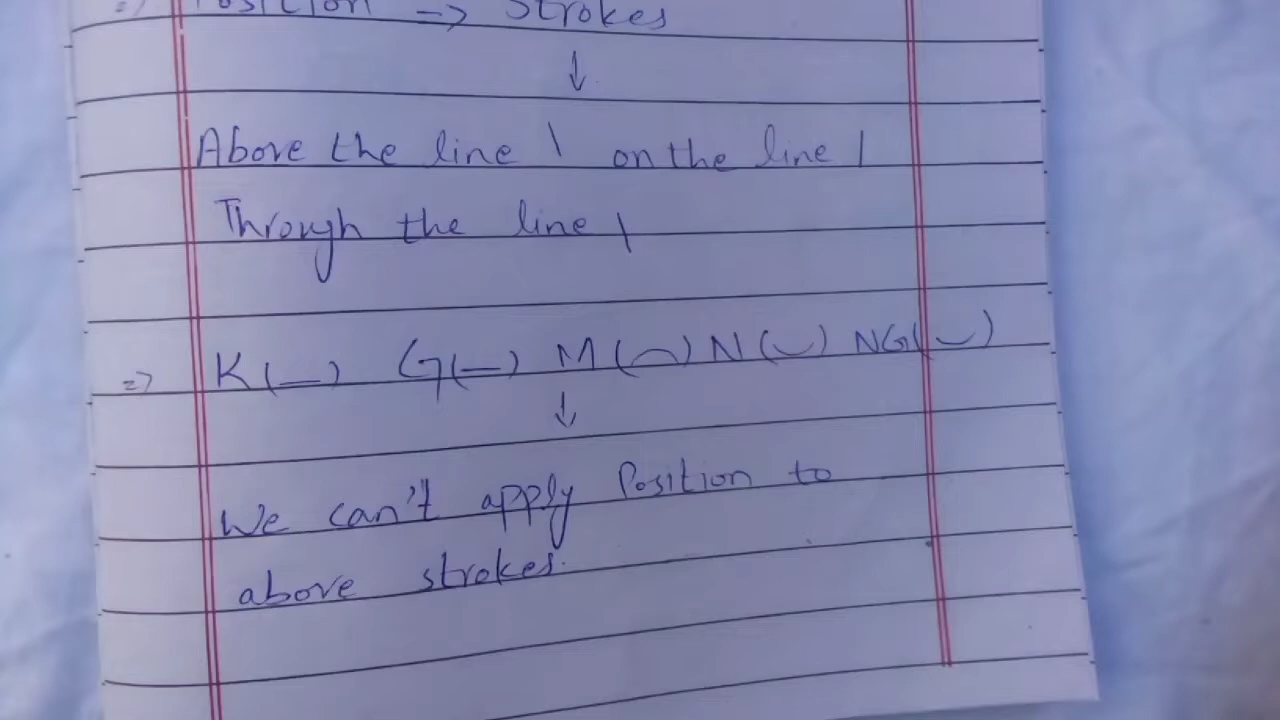 => Position -> Strokes
↓
Above the line \ on the line |
Through the line \
=> K (—) G (—) M (⌒) N (⌣) NG (⌣)
↓
We can't apply Position to
above strokes.